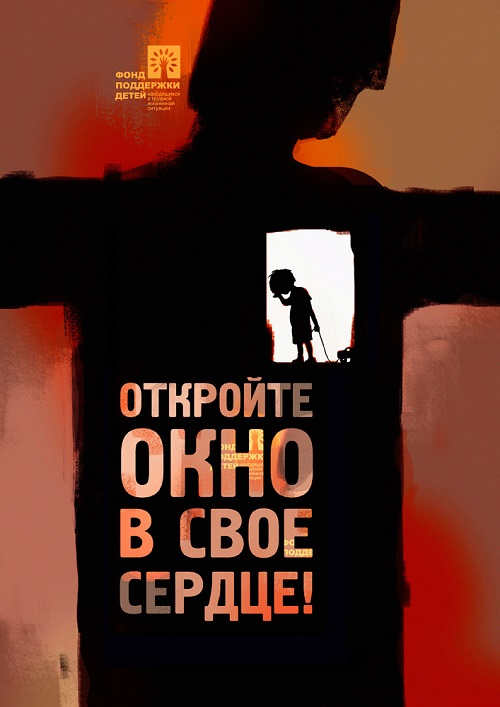 ФОНД
ПОДДЕРЖКИ
ДЕТЕЙ
НАХОДЯЩИХСЯ
В ТРУДНОЙ
ЖИЗНЕННОЙ
СИТУАЦИИ
ОТКРОЙТЕ
ОКНО
В СВОЕ
СЕРДЦЕ!